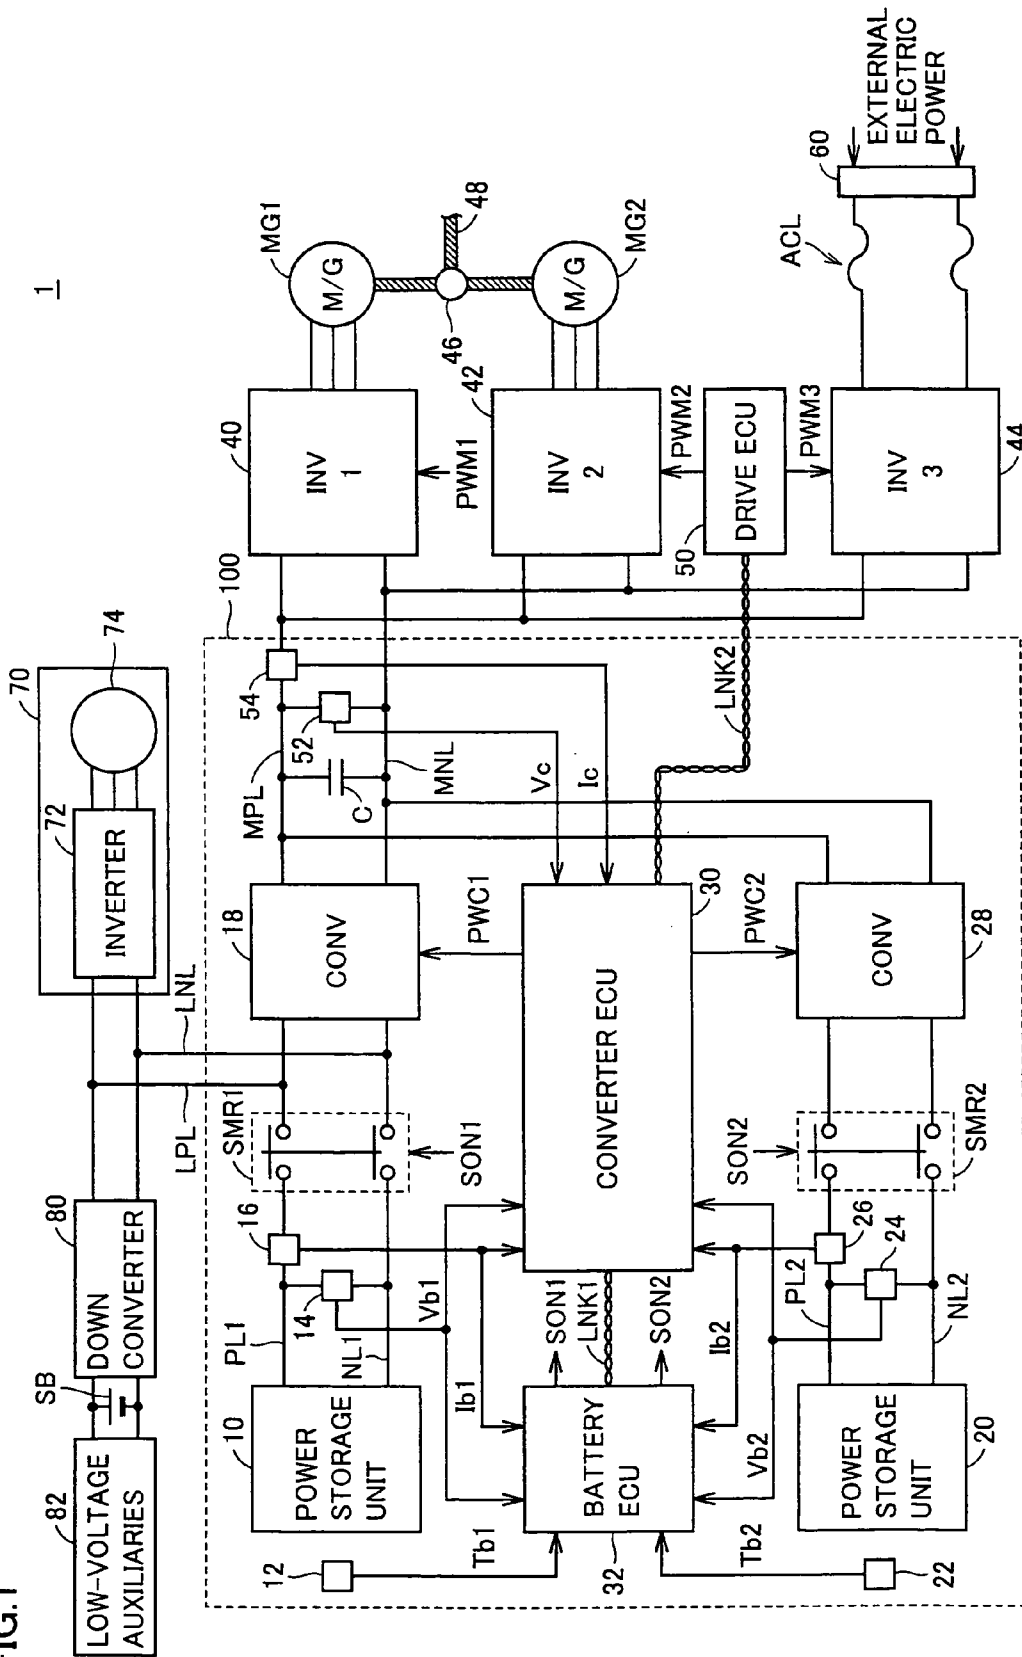 FIG.1
1
82
LOW-VOLTAGE
AUXILIARIES
SB
80
DOWN
CONVERTER
LPL
LNL
70
72
INVERTER
74
100
10
POWER
STORAGE
UNIT
PL1
NL1
14
16
SMR1
SON1
18
CONV
PWC1
MPL
MNL
C
52
54
Vc
Ic
40
INV
1
PWM1
MG1
M/G
46
48
42
INV
2
PWM2
M/G
MG2
50
DRIVE ECU
PWM3
INV
3
44
ACL
60
EXTERNAL
ELECTRIC
POWER
LNK2
12
Tb1
Ib1
Vb1
BATTERY
ECU
32
SON1
LNK1
SON2
CONVERTER ECU
30
Tb2
22
Vb2
Ib2
POWER
STORAGE
UNIT
20
PL2
NL2
24
26
SON2
SMR2
PWC2
CONV
28